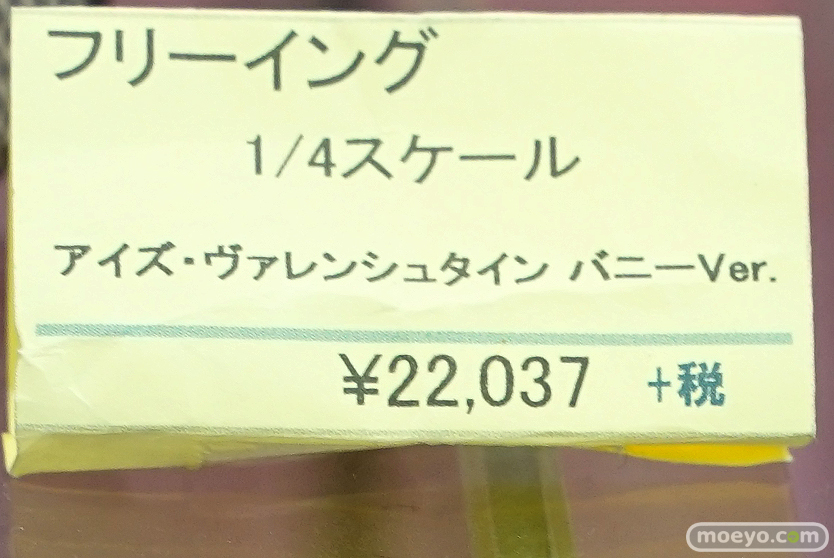 フリーイング
1/4スケール
アイズ・ヴァレンシュタイン バニーVer.
¥22,037 +税
moeyo.com